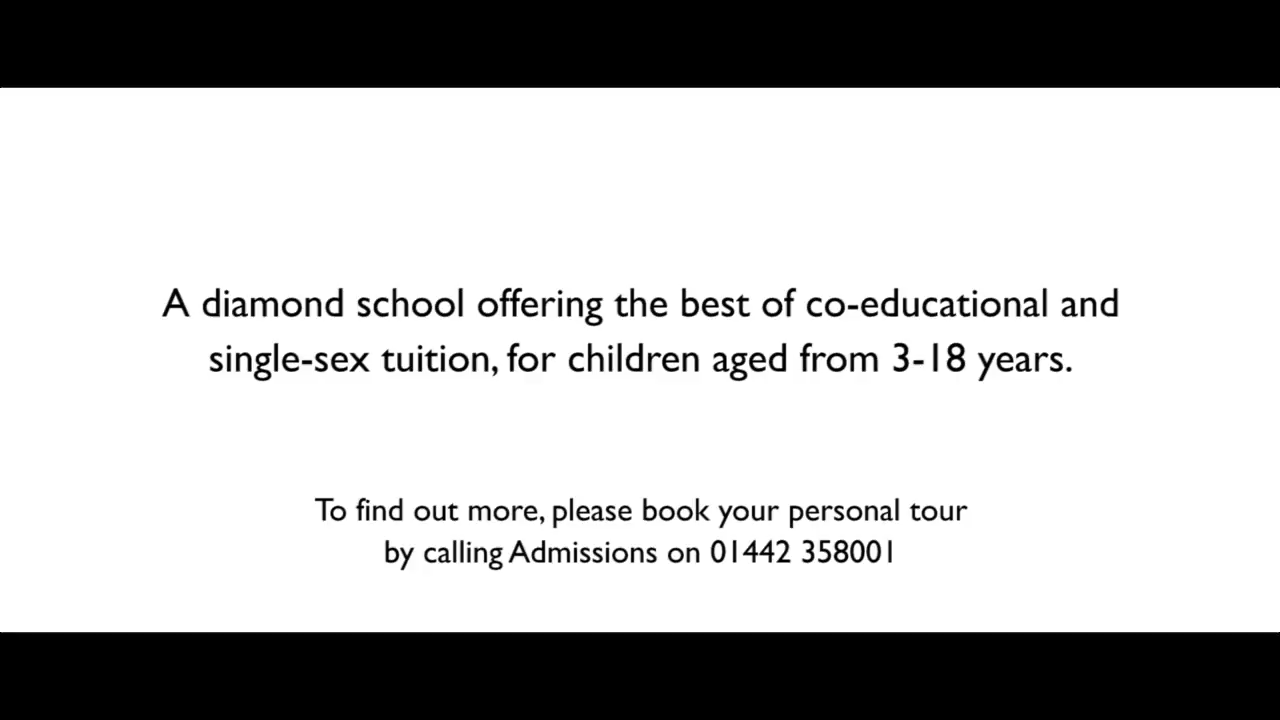 A diamond school offering the best of co-educational and
single-sex tuition, for children aged from 3-18 years.
To find out more, please book your personal tour
by calling Admissions on 01442 358001